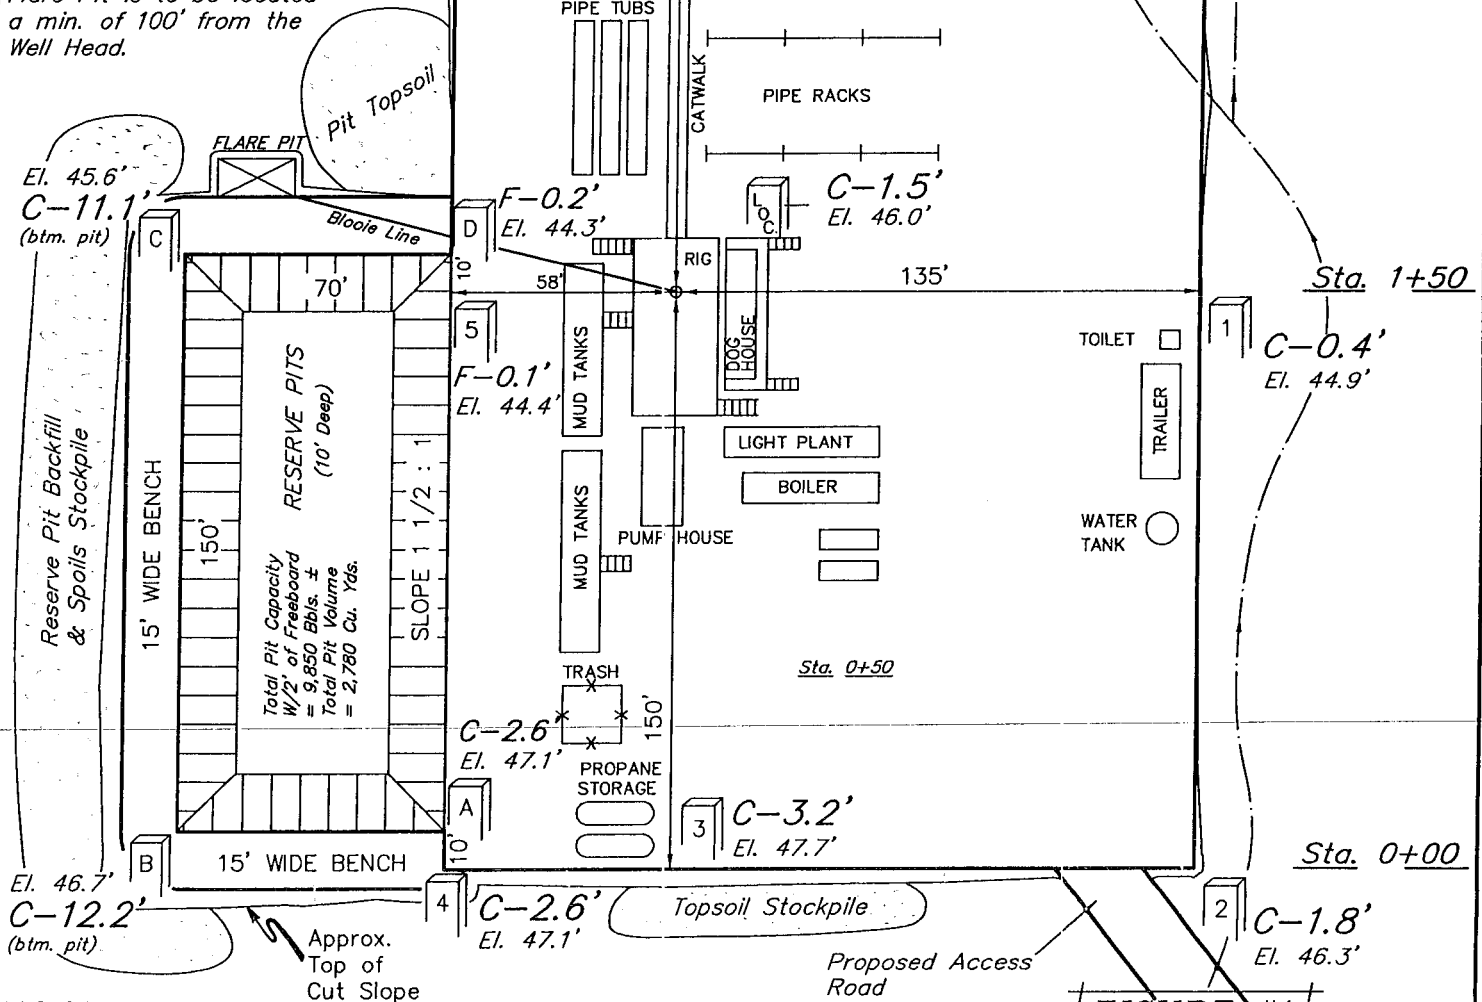 a min. of 100' from the
Well Head.
PIPE TUBS
CATWALK
PIPE RACKS
Pit Topsoil
FLARE PIT
El. 45.6'
C-11.1'
(btm. pit)
C
Blooie Line
D
F-0.2'
El. 44.3'
L
O
C.
C-1.5'
El. 46.0'
RIG
10'
58'
135'
70'
Sta. 1+50
5
F-0.1'
El. 44.4'
MUD TANKS
DOG
HOUSE
TOILET
1
C-0.4'
El. 44.9'
TRAILER
LIGHT PLANT
BOILER
WATER
TANK
PUMP HOUSE
MUD TANKS
Reserve Pit Backfill
& Spoils Stockpile
15' WIDE BENCH
150'
RESERVE PITS
(10' Deep)
Total Pit Capacity
W/2' of Freeboard
= 9,850 Bbls. ±
Total Pit Volume
= 2,780 Cu. Yds.
SLOPE 1 1/2 : 1
Sta. 0+50
TRASH
150'
C-2.6'
El. 47.1'
PROPANE
STORAGE
A
10'
3
C-3.2'
El. 47.7'
B
15' WIDE BENCH
Sta. 0+00
El. 46.7'
C-12.2'
(btm. pit)
4
C-2.6'
El. 47.1'
Topsoil Stockpile
2
C-1.8'
El. 46.3'
Approx.
Top of
Cut Slope
Proposed Access
Road